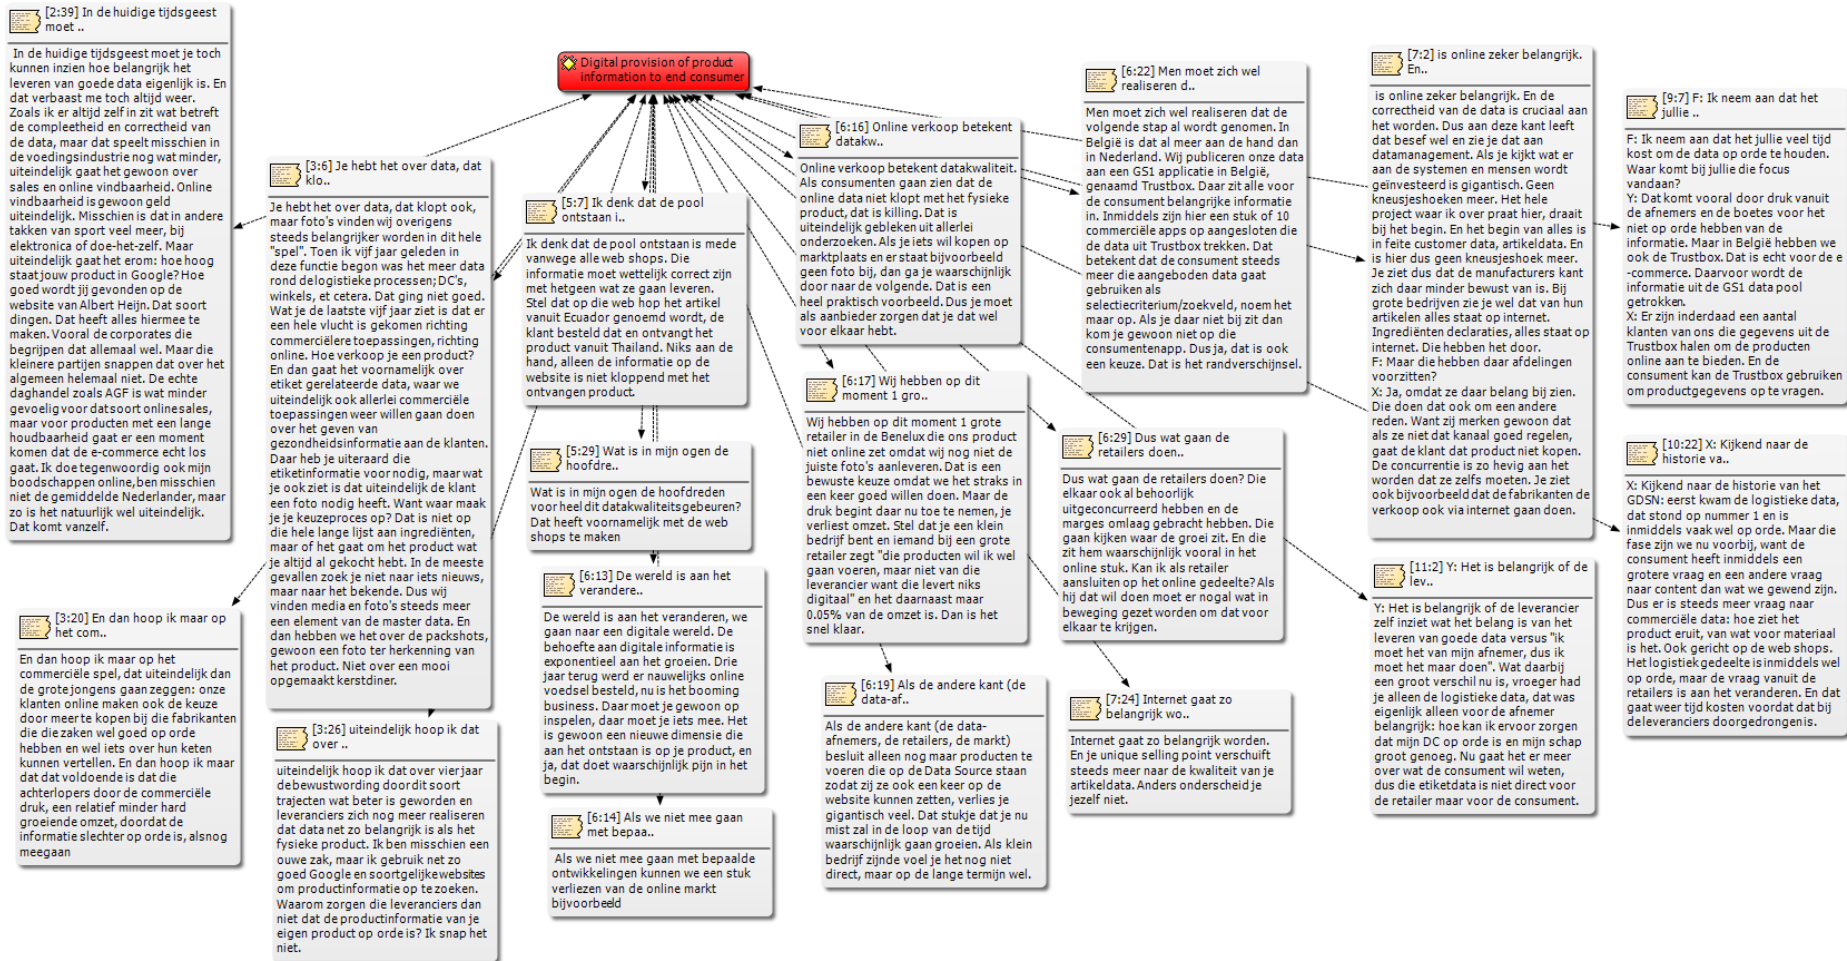 [2:39] In de huidige tijdsgeest
moet ..
In de huidige tijdsgeest moet je toch
kunnen inzien hoe belangrijk het
leveren van goede data eigenlijk is. En
dat verbaast me toch altijd weer.
Zoals ik er altijd zelf in zit wat betreft
de compleetheid en correctheid van
de data, maar dat speelt misschien in
de voedingsindustrie nog wat minder,
uiteindelijk gaat het gewoon over
sales en online vindbaarheid. Online
vindbaarheid is gewoon geld
uiteindelijk. Misschien is dat in andere
takken van sport veel meer, bij
elektronica of doe-het-zelf. Maar
uiteindelijk gaat het erom: hoe hoog
staat jouw product in Google? Hoe
goed wordt jij gevonden op de
website van Albert Heijn. Dat soort
dingen. Dat heeft alles hiermee te
maken. Vooral de corporates die
begrijpen dat allemaal wel. Maar die
kleinere partijen snappen dat over het
algemeen helemaal niet. De echte
daghandel zoals AGF is wat minder
gevoelig voor datsoort onlinesales,
maar voor producten met een lange
houdbaarheid gaat er een moment
komen dat de e-commerce echt los
gaat. Ik doe tegenwoordig ook mijn
boodschappen online,ben misschien
niet de gemiddelde Nederlander, maar
zo is het natuurlijk wel uiteindelijk.
Dat komt vanzelf.
Digital provision of product
information to end consumer
[3:6] Je hebt het over data, dat
klo..
Je hebt het over data, dat klopt ook,
maar foto's vinden wij overigens
steeds belangrijker worden in dit hele
"spel". Toen ik vijf jaar geleden in
deze functie begon was het meer data
rond de logistieke processen; DC's,
winkels, et cetera. Dat ging niet goed.
Wat je de laatste vijf jaar ziet is dat er
een hele vlucht is gekomen richting
commerciëlere toepassingen, richting
online. Hoe verkoop je een product?
En dan gaat het voornamelijk over
etiket gerelateerde data, waar we
uiteindelijk ook allerlei commerciële
toepassingen weer willen gaan doen
over het geven van
gezondheidsinformatie aan de klanten.
Daar heb je uiteraard die
etiketinformatie voor nodig, maar wat
je ook ziet is dat uiteindelijk de klant
een foto nodig heeft. Want waar maak
je je keuzeproces op? Dat is niet op
die hele lange lijst aan ingrediënten,
maar of het gaat om het product wat
je altijd al gekocht hebt. In de meeste
gevallen zoek je niet naar iets nieuws,
maar naar het bekende. Dus wij
vinden media en foto's steeds meer
een element van de master data. En
dan hebben we het over de packshots,
gewoon een foto ter herkenning van
het product. Niet over een mooi
opgemaakt kerstdiner.
[3:20] En dan hoop ik maar op
het com..
En dan hoop ik maar op het
commerciële spel, dat uiteindelijk dan
de grote jongens gaan zeggen: onze
klanten online maken ook de keuze
door meer te kopen bij die fabrikanten
die die zaken wel goed op orde
hebben en wel iets over hun keten
kunnen vertellen. En dan hoop ik maar
dat dat voldoende is dat die
achterlopers door de commerciële
druk, een relatief minder hard
groeiende omzet, doordat de
informatie slechter op orde is, alsnog
meegaan
[3:26] uiteindelijk hoop ik dat
over ..
uiteindelijk hoop ik dat over vier jaar
de bewustwording door dit soort
trajecten wat beter is geworden en
leveranciers zich nog meer realiseren
dat data net zo belangrijk is als het
fysieke product. Ik ben misschien een
ouwe zak, maar ik gebruik net zo
goed Google en soortgelijke websites
om productinformatie op te zoeken.
Waarom zorgen die leveranciers dan
niet dat de productinformatie van je
eigen product op orde is? Ik snap het
niet.
[5:7] Ik denk dat de pool
ontstaan i..
Ik denk dat de pool ontstaan is mede
vanwege alle web shops. Die
informatie moet wettelijk correct zijn
met hetgeen wat ze gaan leveren.
Stel dat op die web hop het artikel
vanuit Ecuador genoemd wordt, de
klant besteld dat en ontvangt het
product vanuit Thailand. Niks aan de
hand, alleen de informatie op de
website is niet kloppend met het
ontvangen product.
[5:29] Wat is in mijn ogen de
hoofdre..
Wat is in mijn ogen de hoofdreden
voor heel dit datakwaliteitsgebeuren?
Dat heeft voornamelijk met de web
shops te maken
[6:13] De wereld is aan het
verandere..
De wereld is aan het veranderen, we
gaan naar een digitale wereld. De
behoefte aan digitale informatie is
exponentieel aan het groeien. Drie
jaar terug werd er nauwelijks online
voedsel besteld, nu is het booming
business. Daar moet je gewoon op
inspelen, daar moet je iets mee. Het
is gewoon een nieuwe dimensie die
aan het ontstaan is op je product, en
ja, dat doet waarschijnlijk pijn in het
begin.
[6:14] Als we niet mee gaan
met bepaa..
Als we niet mee gaan met bepaalde
ontwikkelingen kunnen we een stuk
verliezen van de online markt
bijvoorbeeld
[6:16] Online verkoop betekent
datakw..
Online verkoop betekent datakwaliteit.
Als consumenten gaan zien dat de
online data niet klopt met het fysieke
product, dat is killing. Dat is
uiteindelijk gebleken uit allerlei
onderzoeken. Als je iets wil kopen op
marktplaats en er staat bijvoorbeeld
geen foto bij, dan ga je waarschijnlijk
door naar de volgende. Dat is een
heel praktisch voorbeeld. Dus je moet
als aanbieder zorgen dat je dat wel
voor elkaar hebt.
[6:17] Wij hebben op dit
moment 1 gro..
Wij hebben op dit moment 1 grote
retailer in de Benelux die ons product
niet online zet omdat wij nog niet de
juiste foto's aanleveren. Dat is een
bewuste keuze omdat we het straks in
een keer goed willen doen. Maar de
druk begint daar nu toe te nemen, je
verliest omzet. Stel dat je een klein
bedrijf bent en iemand bij een grote
retailer zegt "die producten wil ik wel
gaan voeren, maar niet van die
leverancier want die levert niks
digitaal" en het daarnaast maar
0.05% van de omzet is. Dan is het
snel klaar.
[6:19] Als de andere kant (de
data-af..
Als de andere kant (de data-
afnemers, de retailers, de markt)
besluit alleen nog maar producten te
voeren die op de Data Source staan
zodat zij ze ook een keer op de
website kunnen zetten, verlies je
gigantisch veel. Dat stukje dat je nu
mist zal in de loop van de tijd
waarschijnlijk gaan groeien. Als klein
bedrijf zijnde voel je het nog niet
direct, maar op de lange termijn wel.
[6:22] Men moet zich wel
realiseren d..
Men moet zich wel realiseren dat de
volgende stap al wordt genomen. In
België is dat al meer aan de hand dan
in Nederland. Wij publiceren onze data
aan een GS1 applicatie in België,
genaamd Trustbox. Daar zit alle voor
de consument belangrijke informatie
in. Inmiddels zijn hier een stuk of 10
commerciële apps op aangesloten die
de data uit Trustbox trekken. Dat
betekent dat de consument steeds
meer die aangeboden data gaat
gebruiken als
selectiecriterium/zoekveld, noem het
maar op. Als je daar niet bij zit dan
kom je gewoon niet op die
consumentenapp. Dus ja, dat is ook
een keuze. Dat is het randverschijnsel.
[6:29] Dus wat gaan de
retailers doen..
Dus wat gaan de retailers doen? Die
elkaar ook al behoorlijk
uitgeconcurreerd hebben en de
marges omlaag gebracht hebben. Die
gaan kijken waar de groei zit. En die
zit hem waarschijnlijk vooral in het
online stuk. Kan ik als retailer
aansluiten op het online gedeelte? Als
hij dat wil doen moet er nogal wat in
beweging gezet worden om dat voor
elkaar te krijgen.
[7:24] Internet gaat zo
belangrijk wo..
Internet gaat zo belangrijk worden.
En je unique selling point verschuift
steeds meer naar de kwaliteit van je
artikeldata. Anders onderscheid je
jezelf niet.
[7:2] is online zeker belangrijk.
En..
is online zeker belangrijk. En de
correctheid van de data is cruciaal aan
het worden. Dus aan deze kant leeft
dat besef wel en zie je dat aan
datamanagement. Als je kijkt wat er
aan de systemen en mensen wordt
geïnvesteerd is gigantisch. Geen
kneusjeshoeken meer. Het hele
project waar ik over praat hier, draait
bij het begin. En het begin van alles is
in feite customer data, artikeldata. En
is hier dus geen kneusjeshoek meer.
Je ziet dus dat de manufacturers kant
zich daar minder bewust van is. Bij
grote bedrijven zie je wel dat van hun
artikelen alles staat op internet.
Ingrediënten declaraties, alles staat op
internet. Die hebben het door.
F: Maar die hebben daar afdelingen
voorzitten?
X: Ja, omdat ze daar belang bij zien.
Die doen dat ook om een andere
reden. Want zij merken gewoon dat
als ze niet dat kanaal goed regelen,
gaat de klant dat product niet kopen.
De concurrentie is zo hevig aan het
worden dat ze zelfs moeten. Je ziet
ook bijvoorbeeld dat de fabrikanten de
verkoop ook via internet gaan doen.
[9:7] F: Ik neem aan dat het
jullie ..
F: Ik neem aan dat het jullie veel tijd
kost om de data op orde te houden.
Waar komt bij jullie die focus
vandaan?
Y: Dat komt vooral door druk vanuit
de afnemers en de boetes voor het
niet op orde hebben van de
informatie. Maar in België hebben we
ook de Trustbox. Dat is echt voor de e
-commerce. Daarvoor wordt de
informatie uit de GS1 data pool
getrokken.
X: Er zijn inderdaad een aantal
klanten van ons die gegevens uit de
Trustbox halen om de producten
online aan te bieden. En de
consument kan de Trustbox gebruiken
om productgegevens op te vragen.
[10:22] X: Kijkend naar de
historie va..
X: Kijkend naar de historie van het
GDSN: eerst kwam de logistieke data,
dat stond op nummer 1 en is
inmiddels vaak wel op orde. Maar die
fase zijn we nu voorbij, want de
consument heeft inmiddels een
grotere vraag en een andere vraag
naar content dan wat we gewend zijn.
Dus er is steeds meer vraag naar
commerciële data: hoe ziet het
product eruit, van wat voor materiaal
is het. Ook gericht op de web shops.
Het logistiek gedeelte is inmiddels wel
op orde, maar de vraag vanuit de
retailers is aan het veranderen. En dat
gaat weer tijd kosten voordat dat bij
de leveranciers doorgedrongen is.
[11:2] Y: Het is belangrijk of de
lev..
Y: Het is belangrijk of de leverancier
zelf inziet wat het belang is van het
leveren van goede data versus "ik
moet het van mijn afnemer, dus ik
moet het maar doen". Wat daarbij
een groot verschil nu is, vroeger had
je alleen de logistieke data, dat was
eigenlijk alleen voor de afnemer
belangrijk: hoe kan ik ervoor zorgen
dat mijn DC op orde is en mijn schap
groot genoeg. Nu gaat het er meer
over wat de consument wil weten,
dus die etiketdata is niet direct voor
de retailer maar voor de consument.